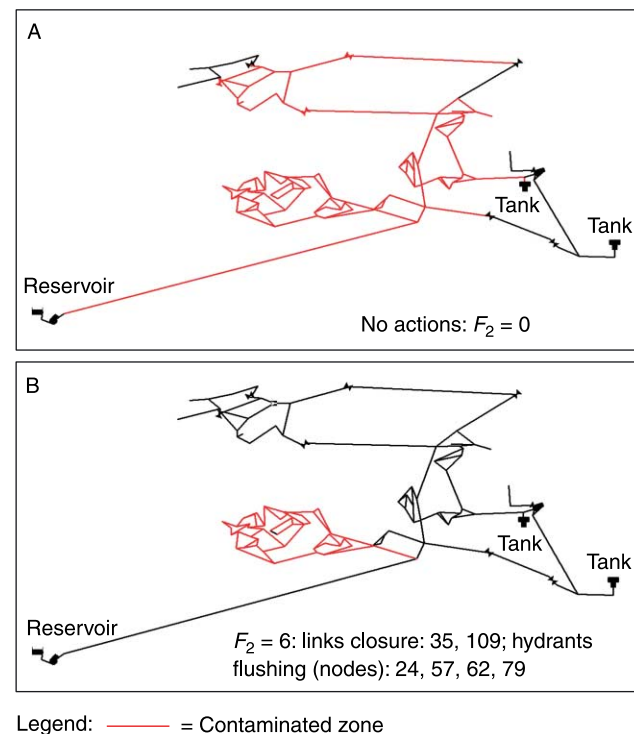 A
Tank
Tank
Reservoir
No actions: F₂ = 0
B
Tank
Tank
Reservoir
F₂ = 6: links closure: 35, 109; hydrants
flushing (nodes): 24, 57, 62, 79
Legend: = Contaminated zone